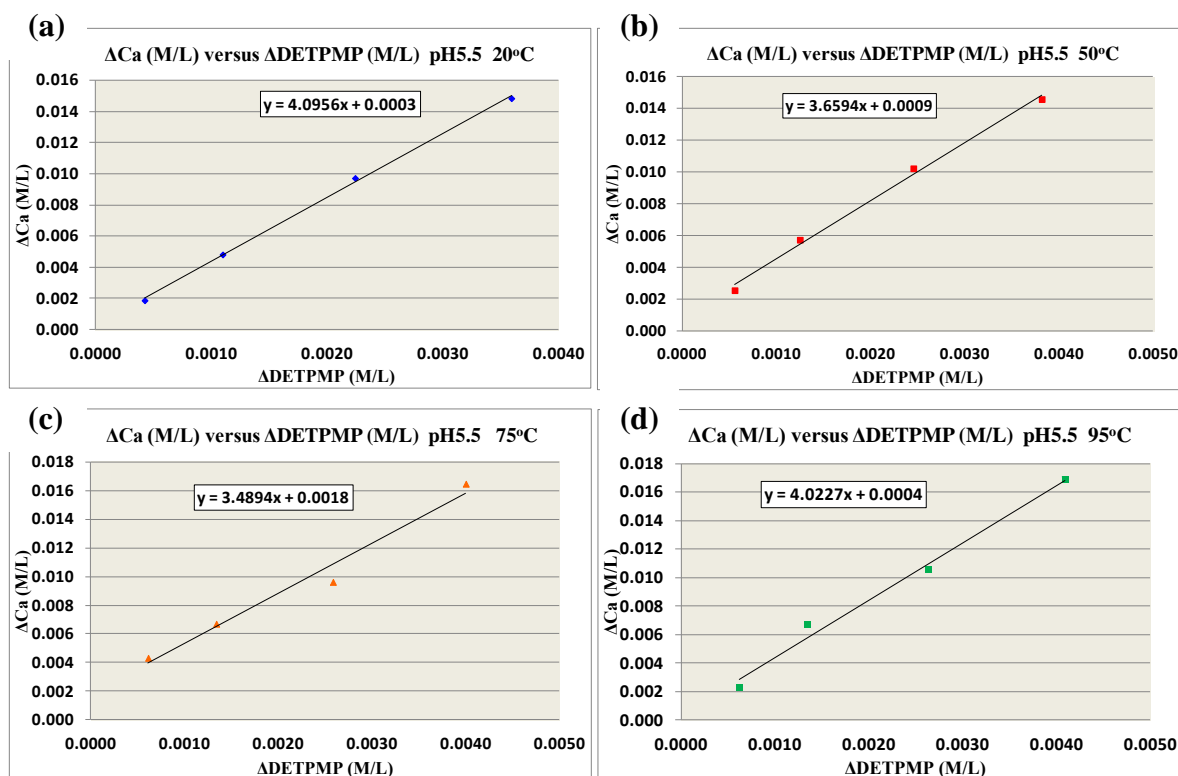 (a)
ΔCa (M/L) versus ΔDETPMP (M/L) pH5.5 20°C
y = 4.0956x + 0.0003
ΔCa (M/L)
0.016
0.014
0.012
0.010
0.008
0.006
0.004
0.002
0.000
0.0000 0.0010 0.0020 0.0030 0.0040
ΔDETPMP (M/L)
(b)
ΔCa (M/L) versus ΔDETPMP (M/L) pH5.5 50°C
y = 3.6594x + 0.0009
ΔCa (M/L)
0.016
0.014
0.012
0.010
0.008
0.006
0.004
0.002
0.000
0.0000 0.0010 0.0020 0.0030 0.0040 0.0050
ΔDETPMP (M/L)
(c)
ΔCa (M/L) versus ΔDETPMP (M/L) pH5.5 75°C
y = 3.4894x + 0.0018
ΔCa (M/L)
0.018
0.016
0.014
0.012
0.010
0.008
0.006
0.004
0.002
0.000
0.0000 0.0010 0.0020 0.0030 0.0040 0.0050
ΔDETPMP (M/L)
(d)
ΔCa (M/L) versus ΔDETPMP (M/L) pH5.5 95°C
y = 4.0227x + 0.0004
ΔCa (M/L)
0.018
0.016
0.014
0.012
0.010
0.008
0.006
0.004
0.002
0.000
0.0000 0.0010 0.0020 0.0030 0.0040 0.0050
ΔDETPMP (M/L)